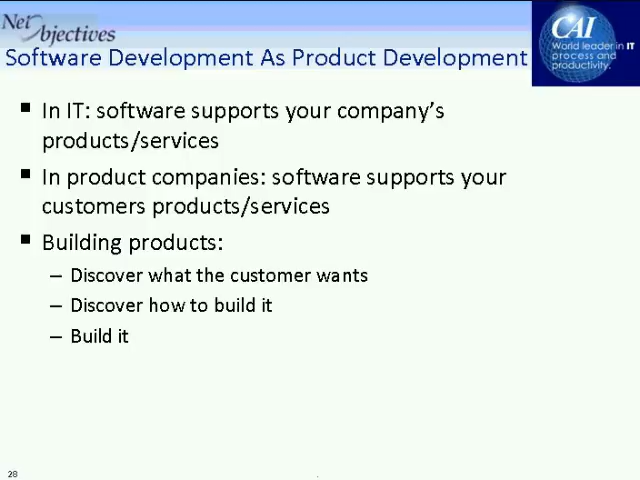 Net Objectives
CAI
World leader in IT
process and
productivity.
Software Development As Product Development
In IT: software supports your company’s
products/services
In product companies: software supports your
customers products/services
Building products:
– Discover what the customer wants
– Discover how to build it
– Build it
28